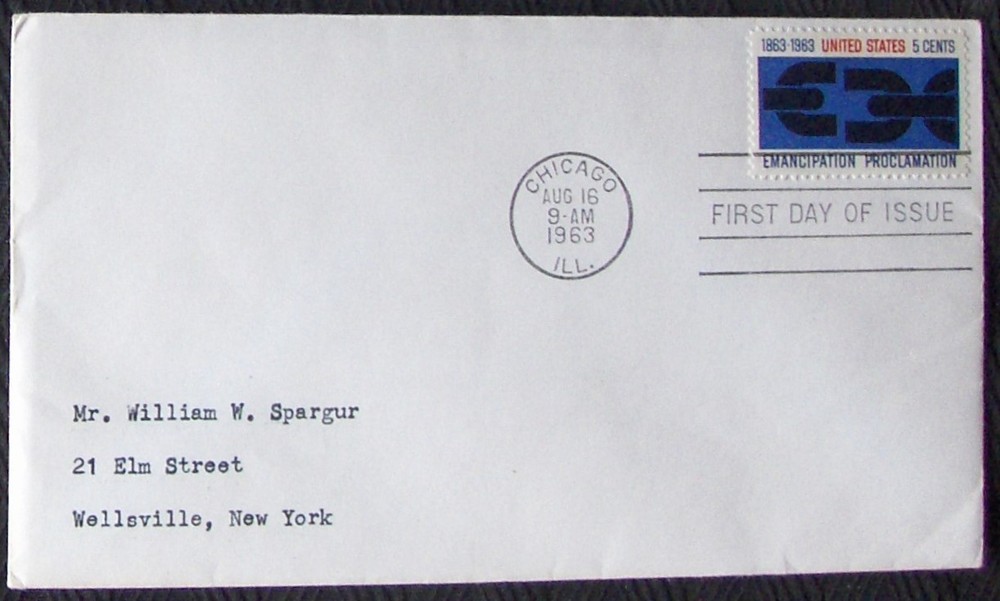 1863-1963 UNITED STATES 5 CENTS
EMANCIPATION PROCLAMATION
CHICAGO
AUG 16
9-AM
1963
ILL.
FIRST DAY OF ISSUE
Mr. William W. Spargur
21 Elm Street
Wellsville, New York